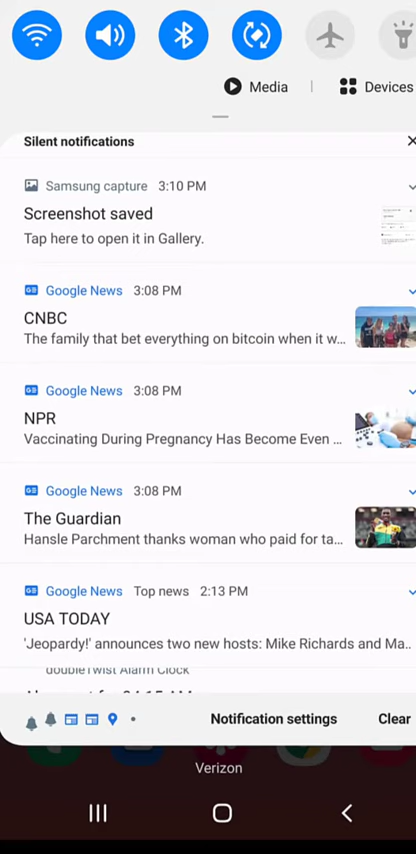 Media | Devices
Silent notifications
Samsung capture 3:10 PM
Screenshot saved
Tap here to open it in Gallery.
Google News 3:08 PM
CNBC
The family that bet everything on bitcoin when it w...
Google News 3:08 PM
NPR
Vaccinating During Pregnancy Has Become Even ...
Google News 3:08 PM
The Guardian
Hansle Parchment thanks woman who paid for ta...
Google News Top news 2:13 PM
USA TODAY
'Jeopardy!' announces two new hosts: Mike Richards and Ma..
doubleTwist Alarm Clock
Notification settings Clear
Verizon